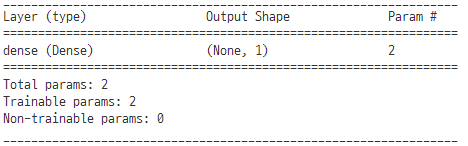 _________________________________________________________________
Layer (type)                 Output Shape              Param #
=================================================================
dense (Dense)                (None, 1)                 2
=================================================================
Total params: 2
Trainable params: 2
Non-trainable params: 0
_________________________________________________________________